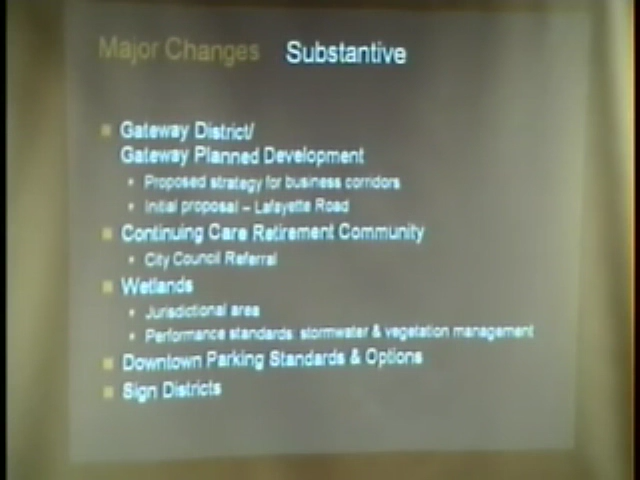 Major Changes Substantive
Gateway District/
Gateway Planned Development
Proposed strategy for business corridors
Initial proposal – Lafayette Road
Continuing Care Retirement Community
City Council Referral
Wetlands
Jurisdictional area
Performance standards: stormwater & vegetation management
Downtown Parking Standards & Options
Sign Districts